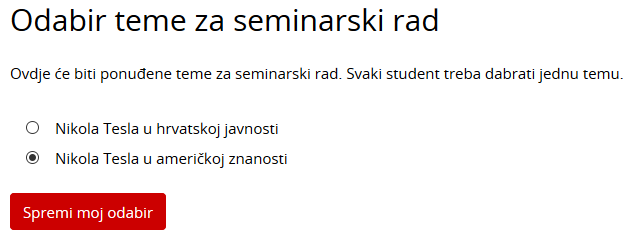 Odabir teme za seminarski rad
Ovdje će biti ponuđene teme za seminarski rad. Svaki student treba dabrati jednu temu.
Nikola Tesla u hrvatskoj javnosti
Nikola Tesla u američkoj znanosti
Spremi moj odabir